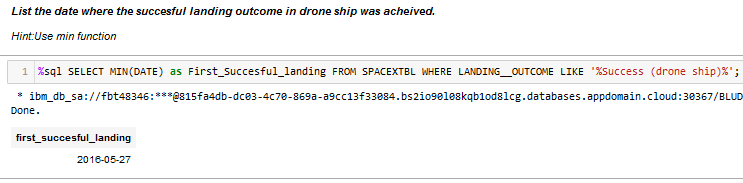 List the date where the succesful landing outcome in drone ship was acheived.
Hint:Use min function
1 %sql SELECT MIN(DATE) as First_Succesful_landing FROM SPACEXTBL WHERE LANDING__OUTCOME LIKE '%Success (drone ship)%';
* ibm_db_sa://fbt48346:***@815fa4db-dc03-4c70-869a-a9cc13f33084.bs2io90l08kqb1od8lcg.databases.appdomain.cloud:30367/BLUD
Done.
first_succesful_landing
2016-05-27